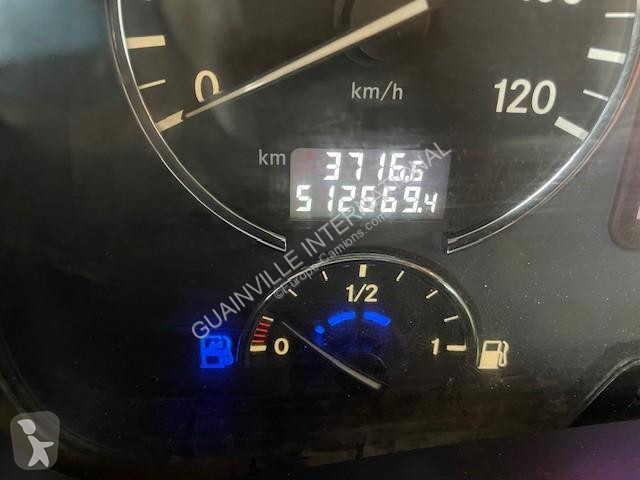 0
km/h
120
km
3716.6
512669.4
1/2
0
1
GUAINVILLE INTERNATIONAL
©Europe-Camions.com